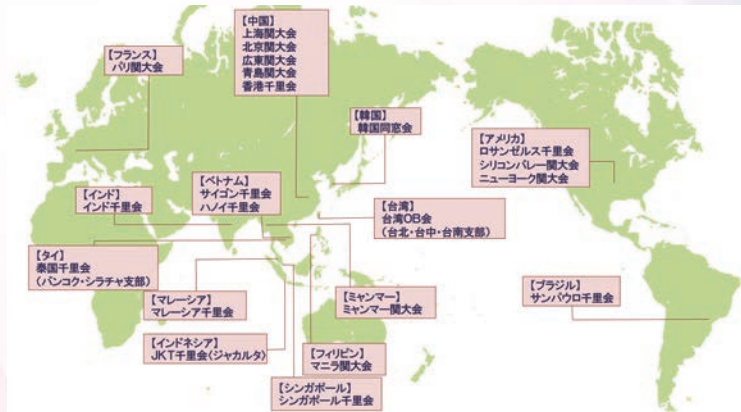 【フランス】
パリ関大会
【中国】
上海関大会
北京関大会
広東関大会
青島関大会
香港千里会
【韓国】
韓国同窓会
【アメリカ】
ロサンゼルス千里会
シリコンバレー関大会
ニューヨーク関大会
【インド】
インド千里会
【ベトナム】
サイゴン千里会
ハノイ千里会
【台湾】
台湾OB会
(台北・台中・台南支部)
【タイ】
泰国千里会
(バンコク・シラチャ支部)
【マレーシア】
マレーシア千里会
【ミャンマー】
ミャンマー関大会
【ブラジル】
サンパウロ千里会
【インドネシア】
JKT千里会(ジャカルタ)
【フィリピン】
マニラ関大会
【シンガポール】
シンガポール千里会